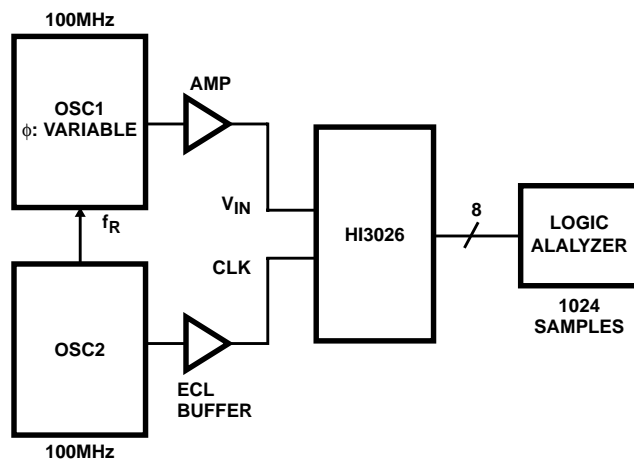 100MHz
OSC1
ϕ: VARIABLE
AMP
fR
VIN
CLK
HI3026
8
LOGIC
ALALYZER
1024
SAMPLES
OSC2
ECL
BUFFER
100MHz